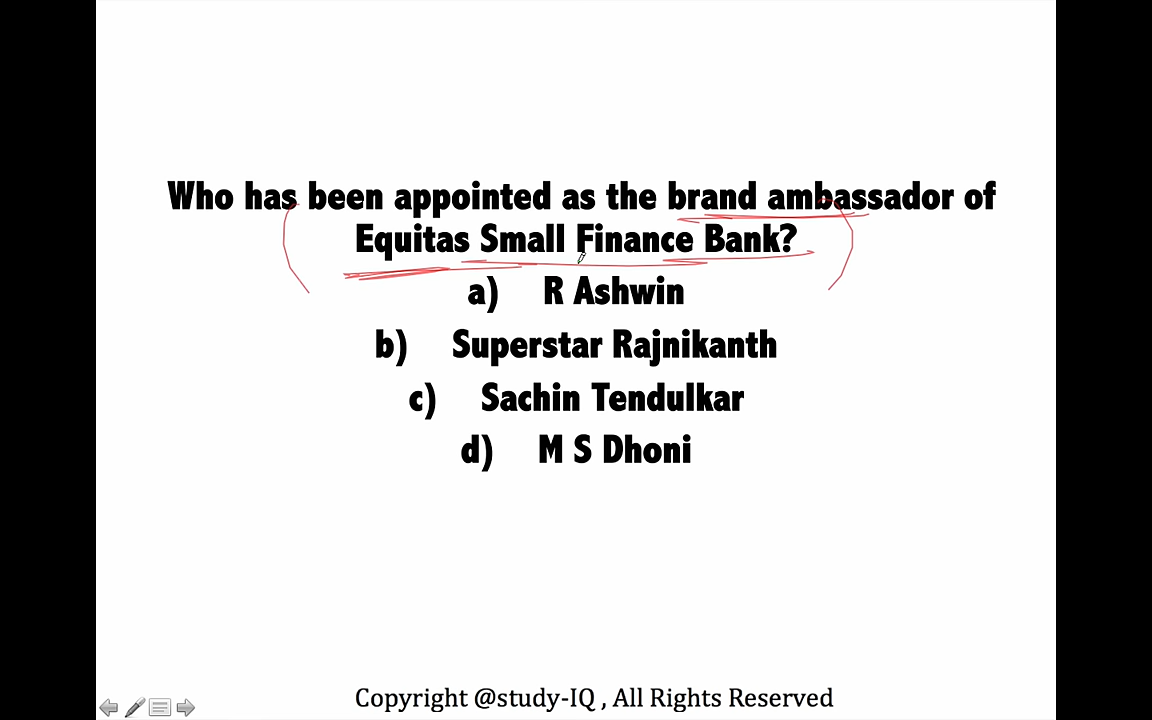 Who has been appointed as the brand ambassador of
Equitas Small Finance Bank?
a) R Ashwin
b) Superstar Rajnikanth
c) Sachin Tendulkar
d) M S Dhoni
Copyright @study-IQ , All Rights Reserved